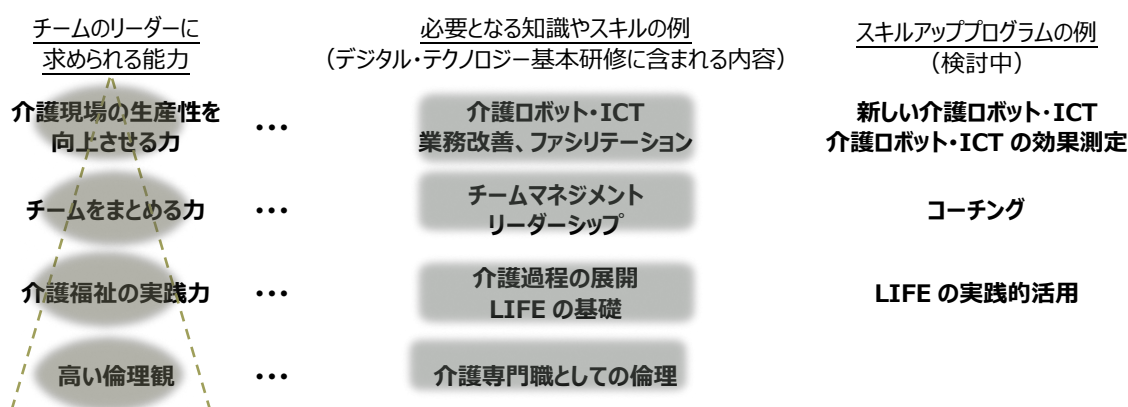 チームのリーダーに
求められる能力
必要となる知識やスキルの例
（デジタル・テクノロジー基本研修に含まれる内容）
スキルアッププログラムの例
（検討中）
介護現場の生産性を
向上させる力
…
介護ロボット・ICT
業務改善、ファシリテーション
新しい介護ロボット・ICT
介護ロボット・ICT の効果測定
チームをまとめる力
…
チームマネジメント
リーダーシップ
コーチング
介護福祉の実践力
…
介護過程の展開
LIFE の基礎
LIFE の実践的活用
高い倫理観
…
介護専門職としての倫理